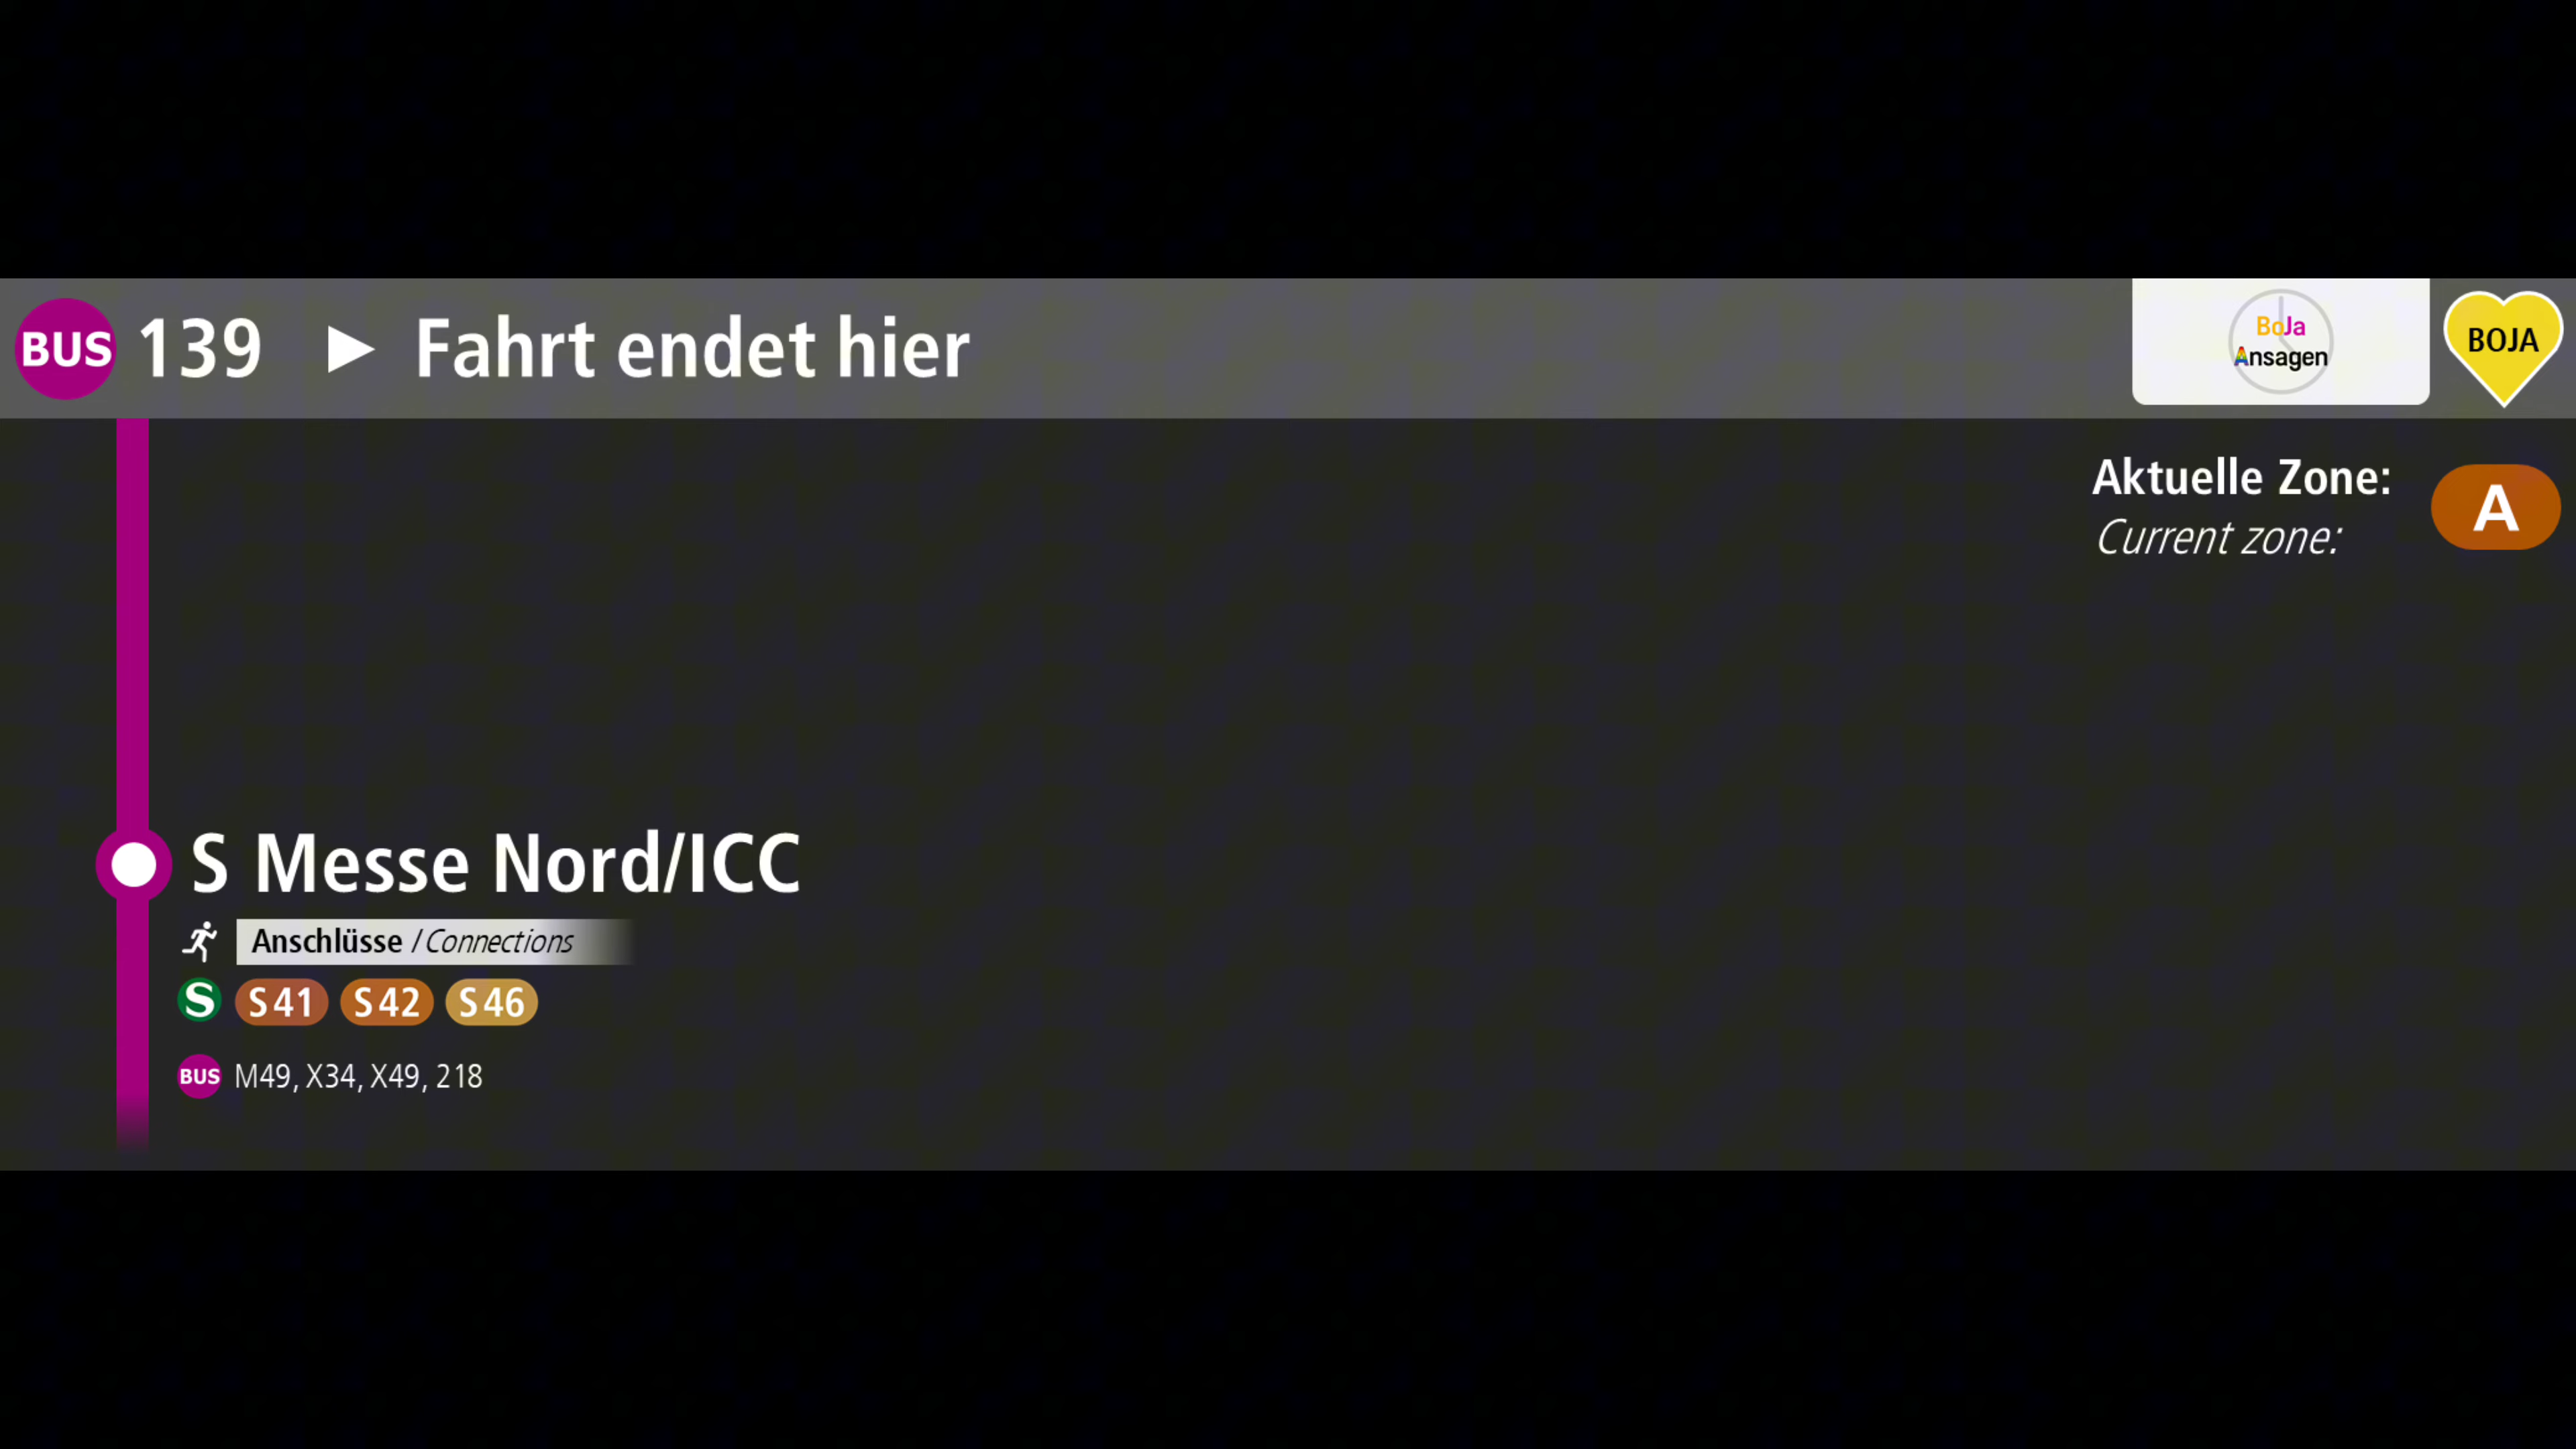 BUS 139 ► Fahrt endet hier
BoJa
Ansagen
BOJA
Aktuelle Zone:
Current zone:
A
S Messe Nord/ICC
Anschlüsse / Connections
S S41 S42 S46
BUS M49, X34, X49, 218